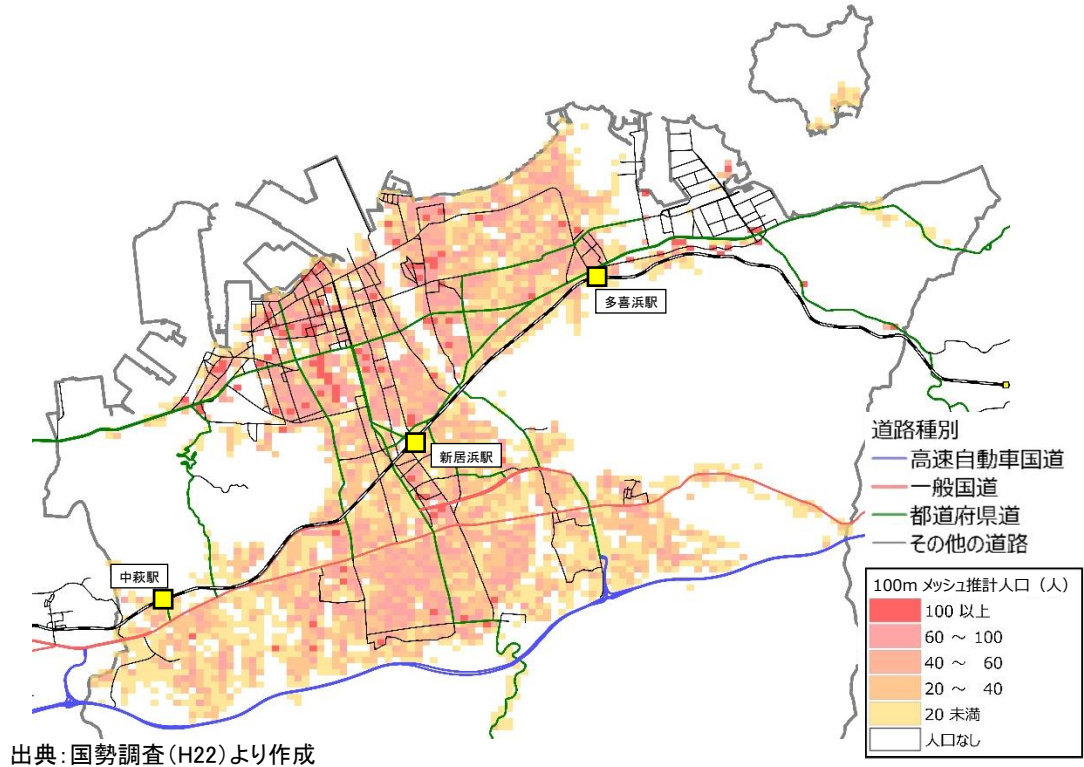 多喜浜駅
新居浜駅
中萩駅
道路種別
高速自動車国道
一般国道
都道府県道
その他の道路
100m メッシュ推計人口（人）
100 以上
60 ～ 100
40 ～ 60
20 ～ 40
20 未満
人口なし
出典：国勢調査（H22）より作成